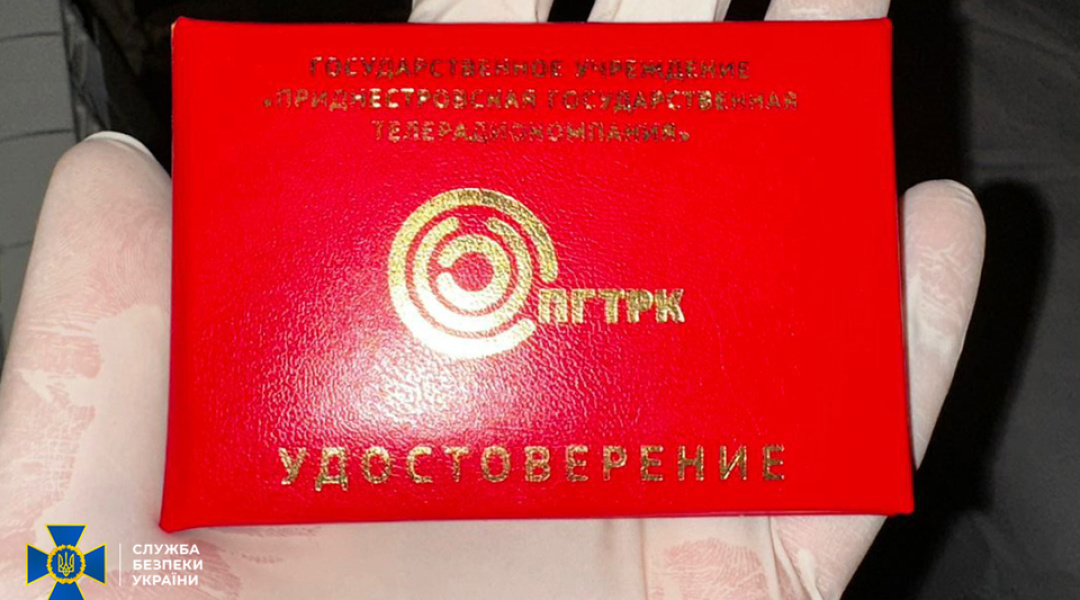 ГОСУДАРСТВЕННОЕ УЧРЕЖДЕНИЕ
«ПРИДНЕСТРОВСКАЯ ГОСУДАРСТВЕННАЯ
ТЕЛЕРАДИОКОМПАНИЯ»
ПГТРК
УДОСТОВЕРЕНИЕ
СЛУЖБА
БЕЗПЕКИ
УКРАЇНИ